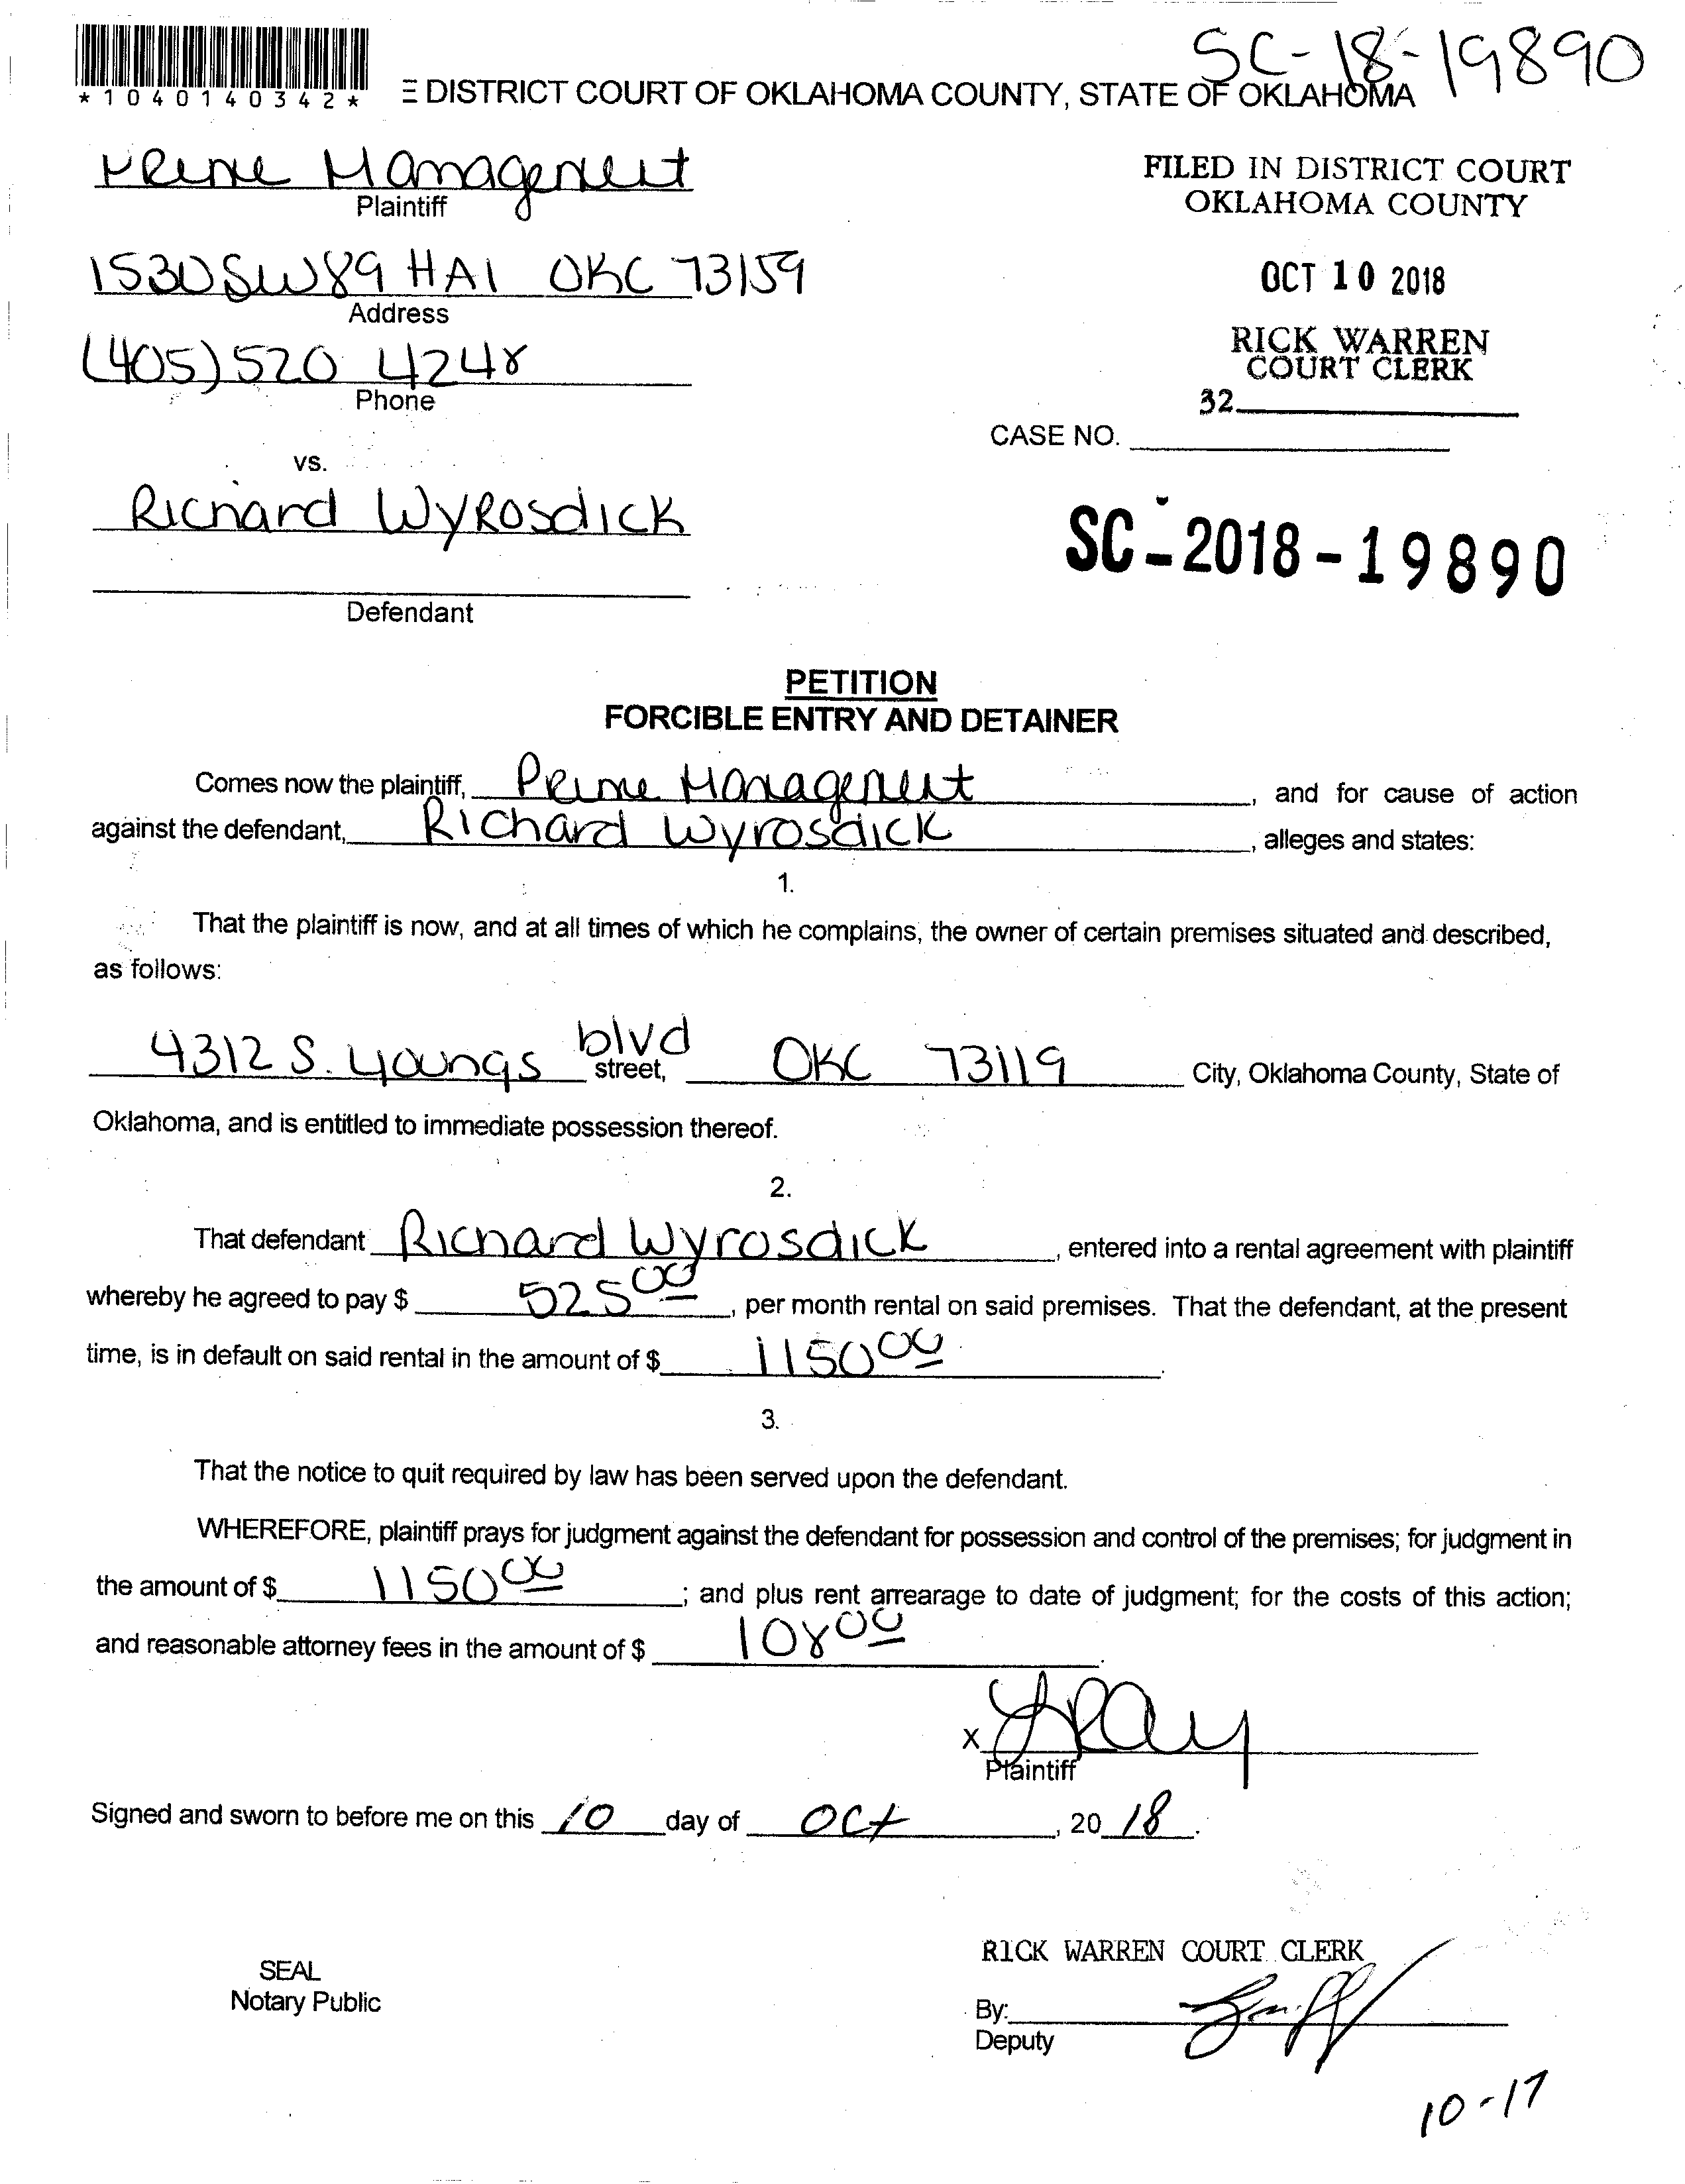 SC-18-19890
*1040140342*
DISTRICT COURT OF OKLAHOMA COUNTY, STATE OF OKLAHOMA
Prime Management
Plaintiff
FILED IN DISTRICT COURT
OKLAHOMA COUNTY
1530 SW 89 HA1 OKC 73159
Address
OCT 10 2018
(405) 520 4248
Phone
RICK WARREN
COURT CLERK
32
CASE NO.
vs.
Richard Wyrosdick
SC-2018-19890
Defendant
PETITION
FORCIBLE ENTRY AND DETAINER
Comes now the plaintiff, Prime Management, and for cause of action
against the defendant, Richard Wyrosdick, alleges and states:
1.
That the plaintiff is now, and at all times of which he complains, the owner of certain premises situated and described,
as follows:
4312 S. Youngs blvd street, OKC 73119 City, Oklahoma County, State of
Oklahoma, and is entitled to immediate possession thereof.
2.
That defendant Richard Wyrosdick, entered into a rental agreement with plaintiff
whereby he agreed to pay $ 525 00, per month rental on said premises. That the defendant, at the present
time, is in default on said rental in the amount of $ 1150 00.
3.
That the notice to quit required by law has been served upon the defendant.
WHEREFORE, plaintiff prays for judgment against the defendant for possession and control of the premises; for judgment in
the amount of $ 1150 00; and plus rent arrearage to date of judgment; for the costs of this action;
and reasonable attorney fees in the amount of $ 108 00.
X
Plaintiff
Signed and sworn to before me on this 10 day of Oct, 20 18.
RICK WARREN COURT CLERK
SEAL
Notary Public
By:
Deputy
10-17